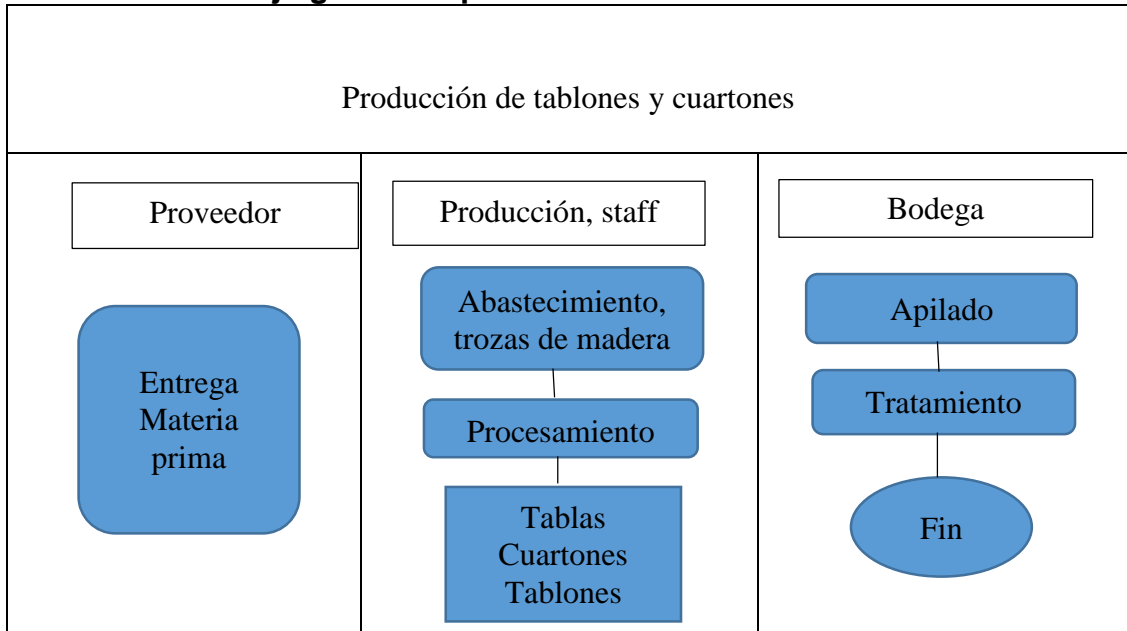 Producción de tablones y cuartones
Proveedor
Entrega
Materia
prima
Producción, staff
Abastecimiento,
trozas de madera
Procesamiento
Tablas
Cuartones
Tablones
Bodega
Apilado
Tratamiento
Fin